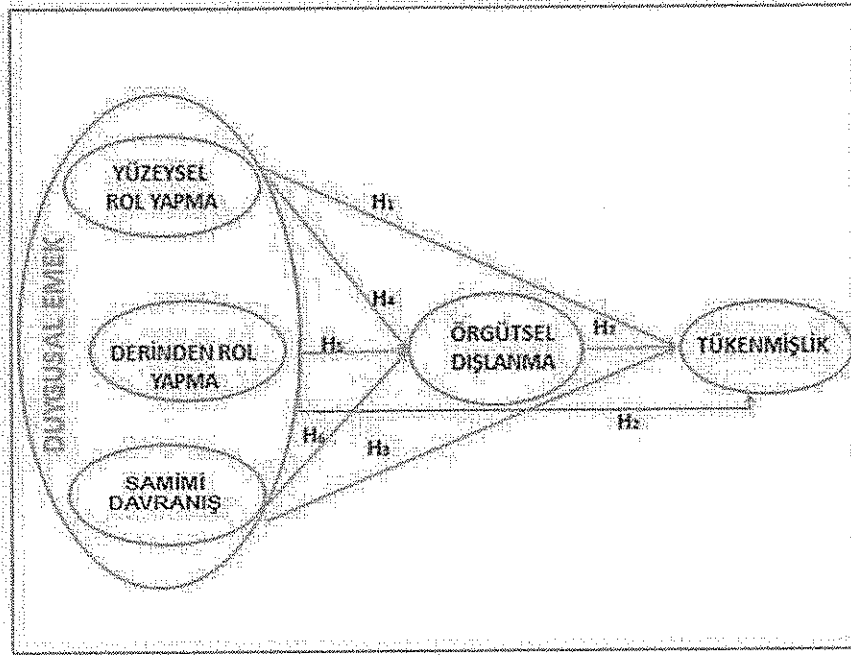 DUYGUSAL EMEK
YÜZEYSEL
ROL YAPMA
DERİNDEN ROL
YAPMA
SAMİMİ
DAVRANIŞ
ÖRGÜTSEL
DIŞLANMA
TÜKENMİŞLİK
H₁
H₄
H₅
H₆
H₃
H₂